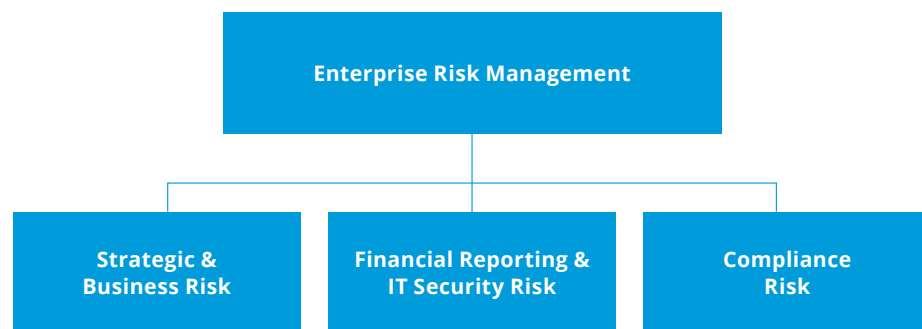 Enterprise Risk Management
Strategic &
Business Risk
Financial Reporting &
IT Security Risk
Compliance
Risk